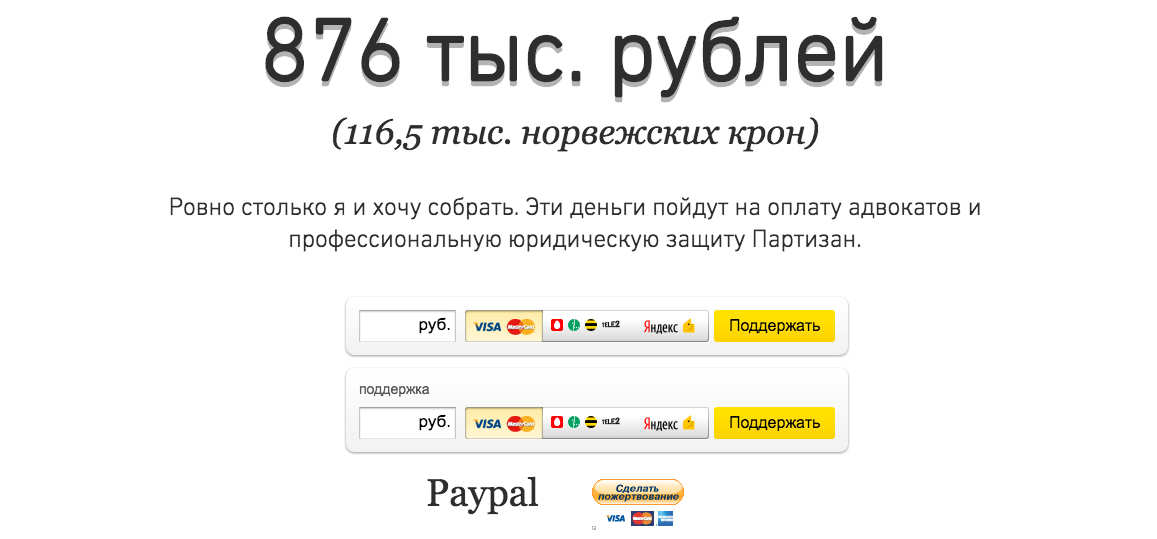 876 тыс. рублей
(116,5 тыс. норвежских крон)
Ровно столько я и хочу собрать. Эти деньги пойдут на оплату адвокатов и
профессиональную юридическую защиту Партизан.
руб. VISA MasterCard TELE2 Яндекс Поддержать
поддержка
руб. VISA MasterCard TELE2 Яндекс Поддержать
Paypal
Сделать
пожертвование
VISA MasterCard